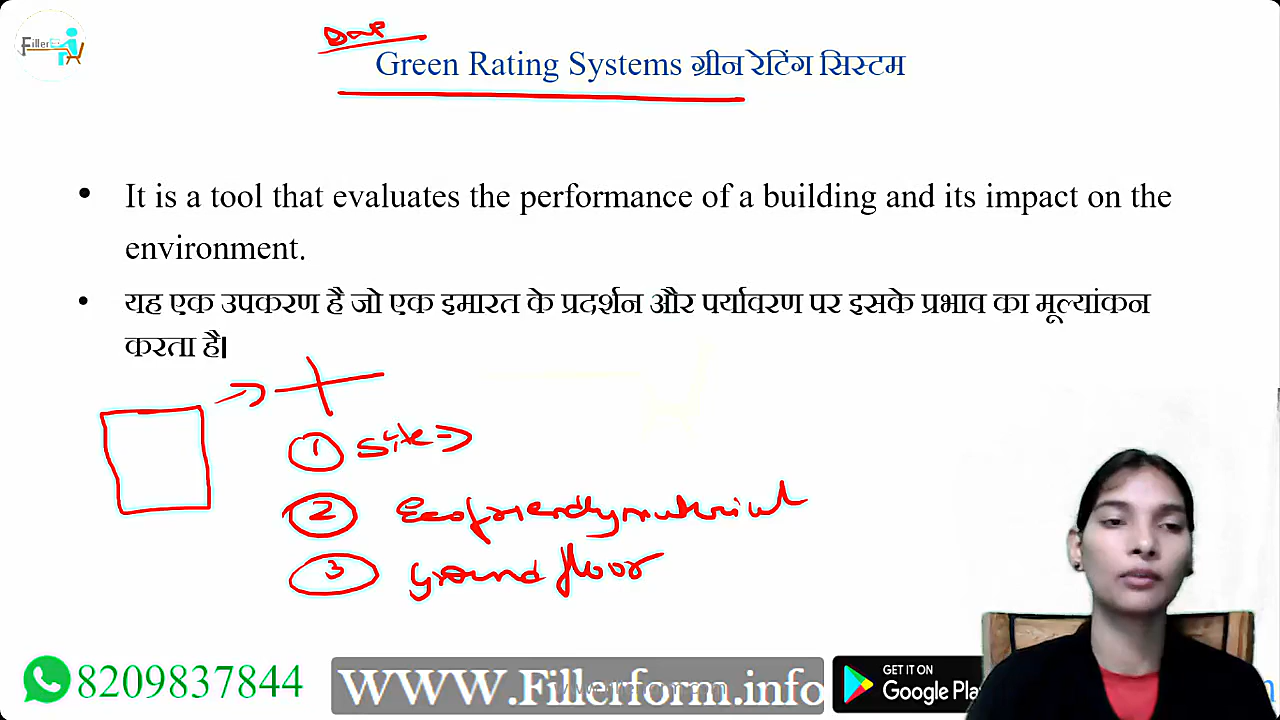 Filler
Green Rating Systems ग्रीन रेटिंग सिस्टम
• It is a tool that evaluates the performance of a building and its impact on the
environment.
• यह एक उपकरण है जो एक इमारत के प्रदर्शन और पर्यावरण पर इसके प्रभाव का मूल्यांकन
करता है।
1 Site
2 Ecofriendly material
3 ground floor
8209837844
www.Fillerform.info
GET IT ON
Google Play